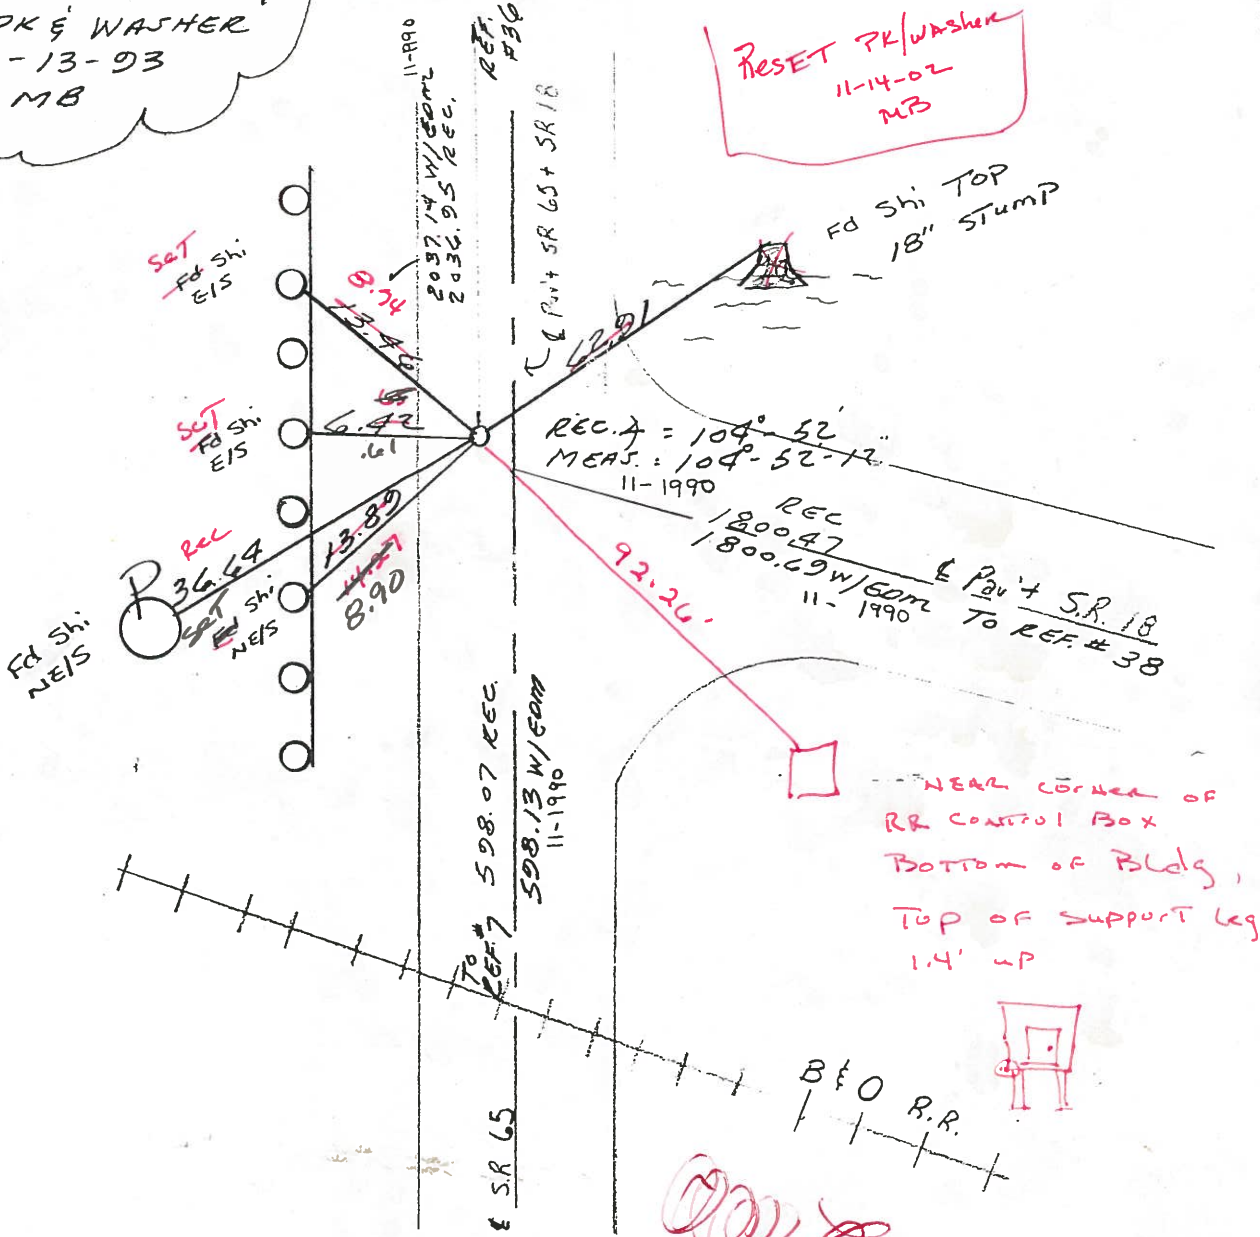 PK & WASHER
- 13 - 93
MB
11-1990
2037.14 W/EDM
2036.95 REC.
REF.
#36
℄ Pav't SR 65 + SR 18
RESET PK/WASHER
11-14-02
MB
Fd Shi TOP
18" STUMP
SET
Fd Shi
E/S
8.94
13.46
62.91
SET
Fd Shi
E/S
65
6.42
.61
REC. ∡ = 104°-52'
MEAS. = 104°-52-12"
11-1990
REC
36.64
13.89
14.27
8.90
P
SET
Fd Shi
NE/S
Fd Shi
NE/S
REC
1800.47
1800.69 W/EDM
11-1990
℄ Pav't S.R. 18
TO REF. # 38
92.26'
TO
REF.#7 598.07 REC.
598.13 W/EDM
11-1990
NEAR CORNER OF
RR CONTROL BOX
BOTTOM OF Bldg,
TOP OF SUPPORT Leg
1.4' UP
B & O R.R.
℄ S.R. 65